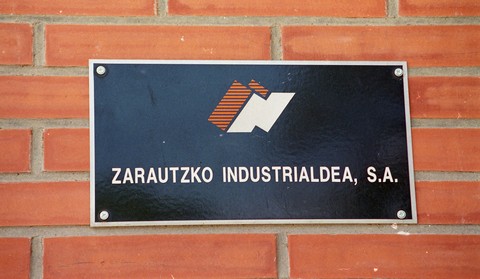 ZARAUTZKO INDUSTRIALDEA, S.A.